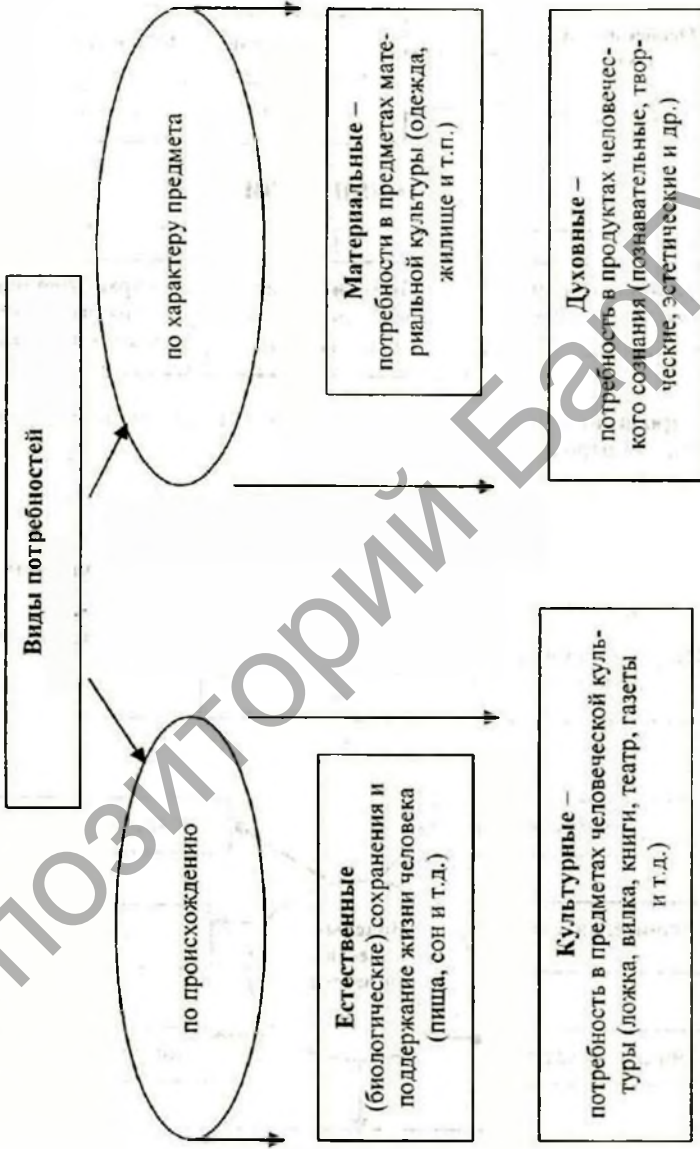 Виды потребностей
по происхождению
по характеру предмета
Естественные
(биологические) сохранения и
поддержание жизни человека
(пища, сон и т.д.)
Материальные –
потребности в предметах мате-
риальной культуры (одежда,
жилище и т.п.)
Культурные –
потребность в предметах человеческой куль-
туры (ложка, вилка, книги, театр, газеты
и т.д.)
Духовные –
потребность в продуктах человечес-
кого сознания (познавательные, твор-
ческие, эстетические и др.)
позиторий БарГ